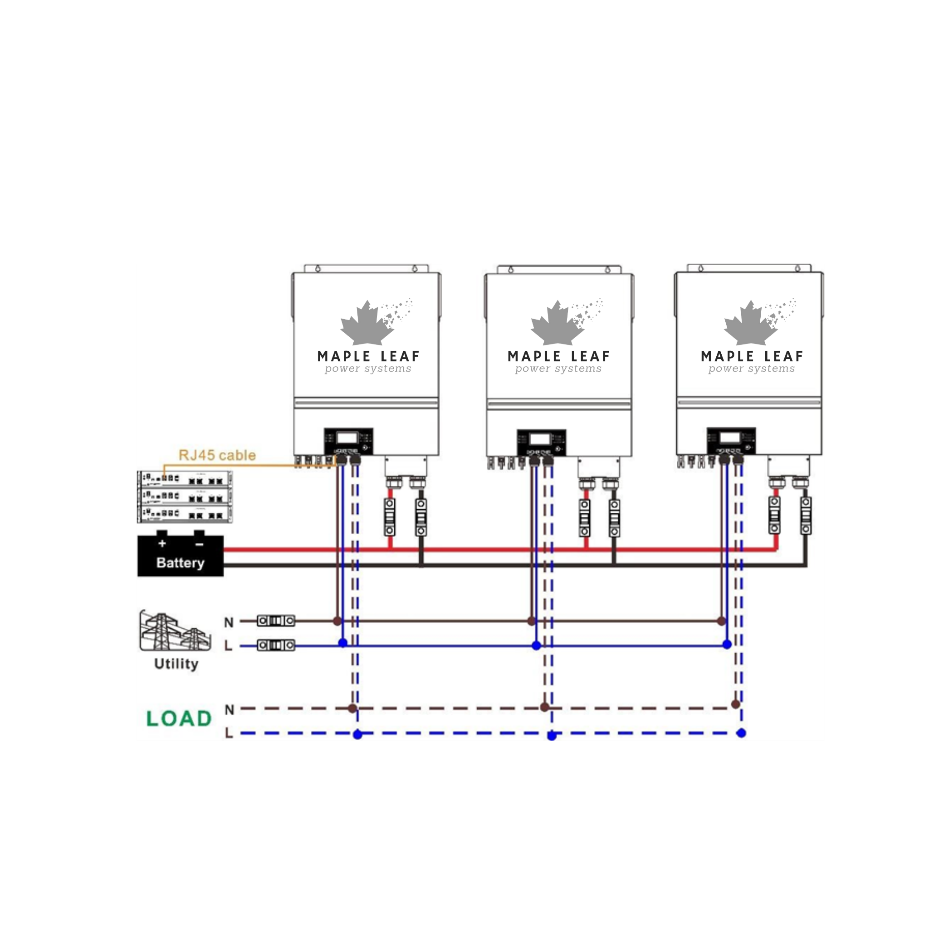 MAPLE LEAF
power systems
MAPLE LEAF
power systems
MAPLE LEAF
power systems
RJ45 cable
+ −
Battery
N
L
Utility
LOAD
N
L